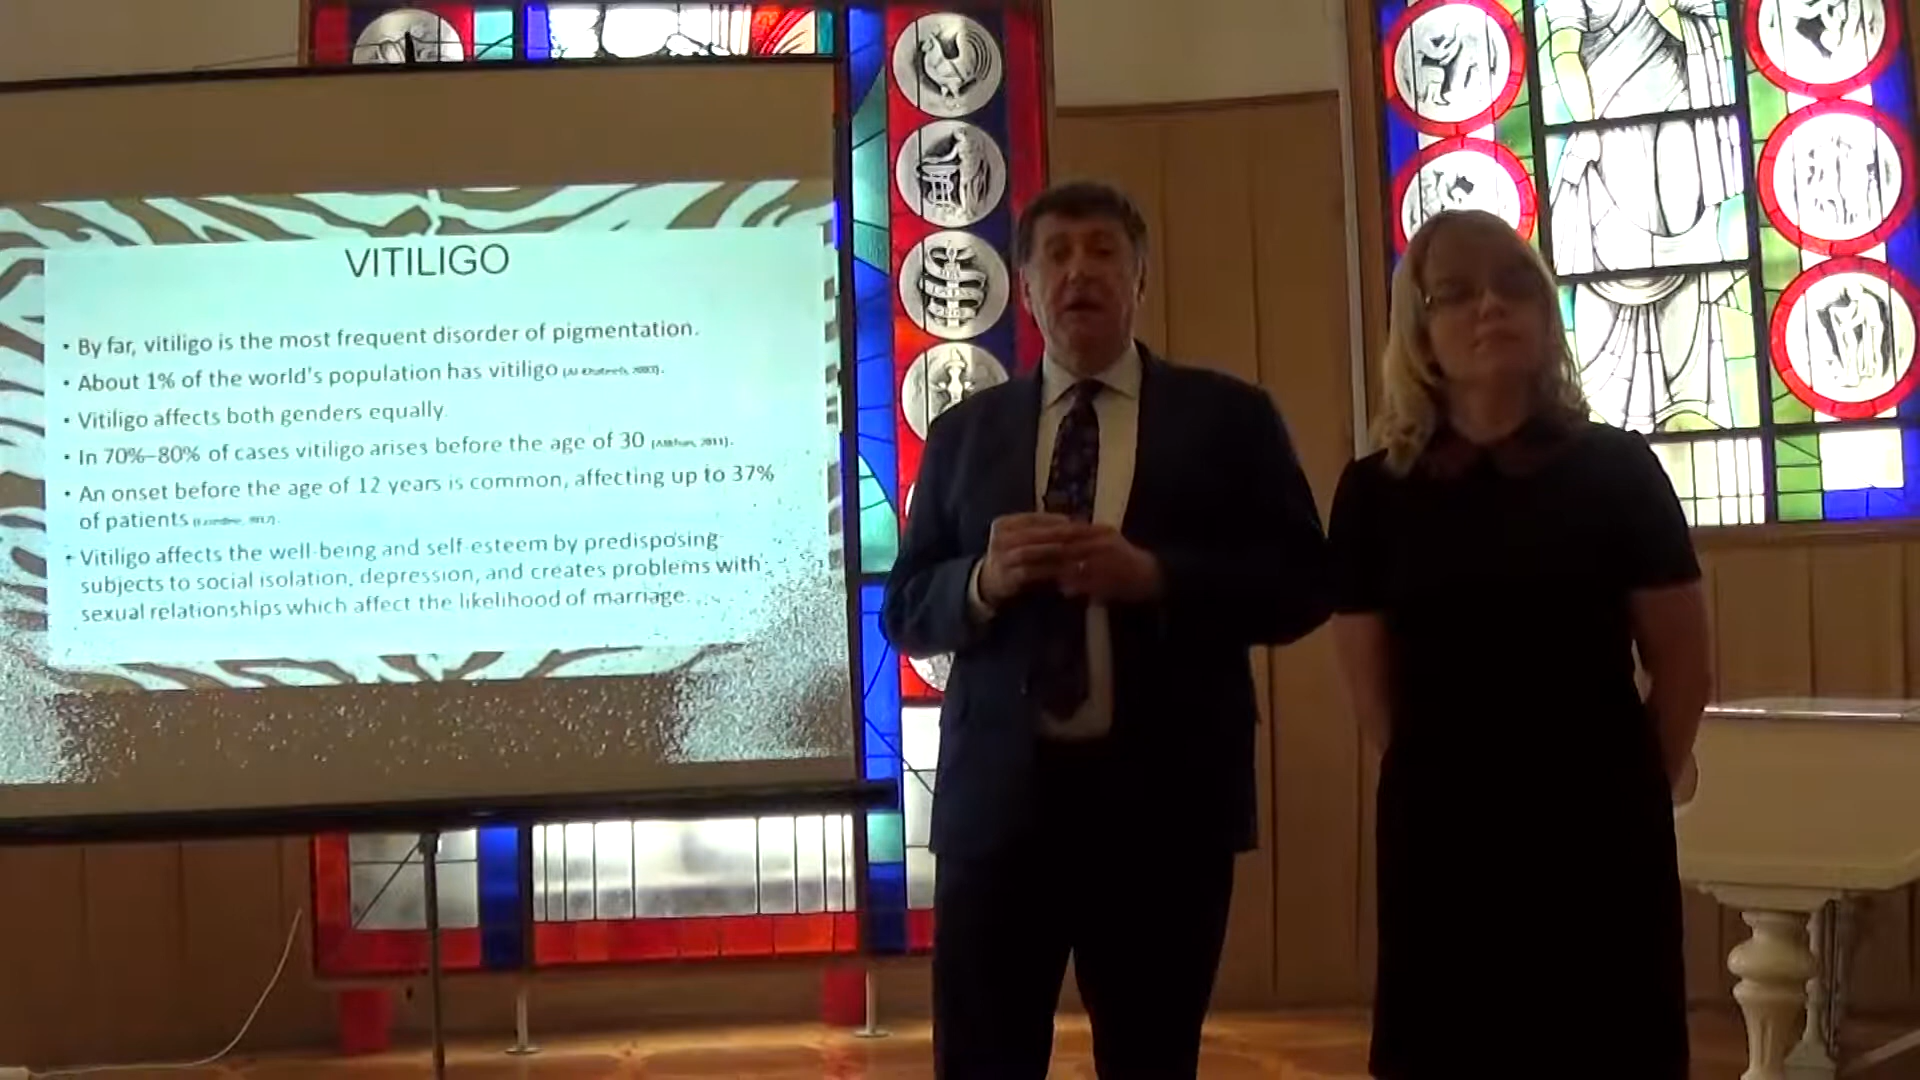 VITILIGO
• By far, vitiligo is the most frequent disorder of pigmentation.
• About 1% of the world's population has vitiligo
• Vitiligo affects both genders equally.
• In 70%–80% of cases vitiligo arises before the age of 30
• An onset before the age of 12 years is common, affecting up to 37%
of patients
• Vitiligo affects the well-being and self-esteem by predisposing
subjects to social isolation, depression, and creates problems with
sexual relationships which affect the likelihood of marriage.